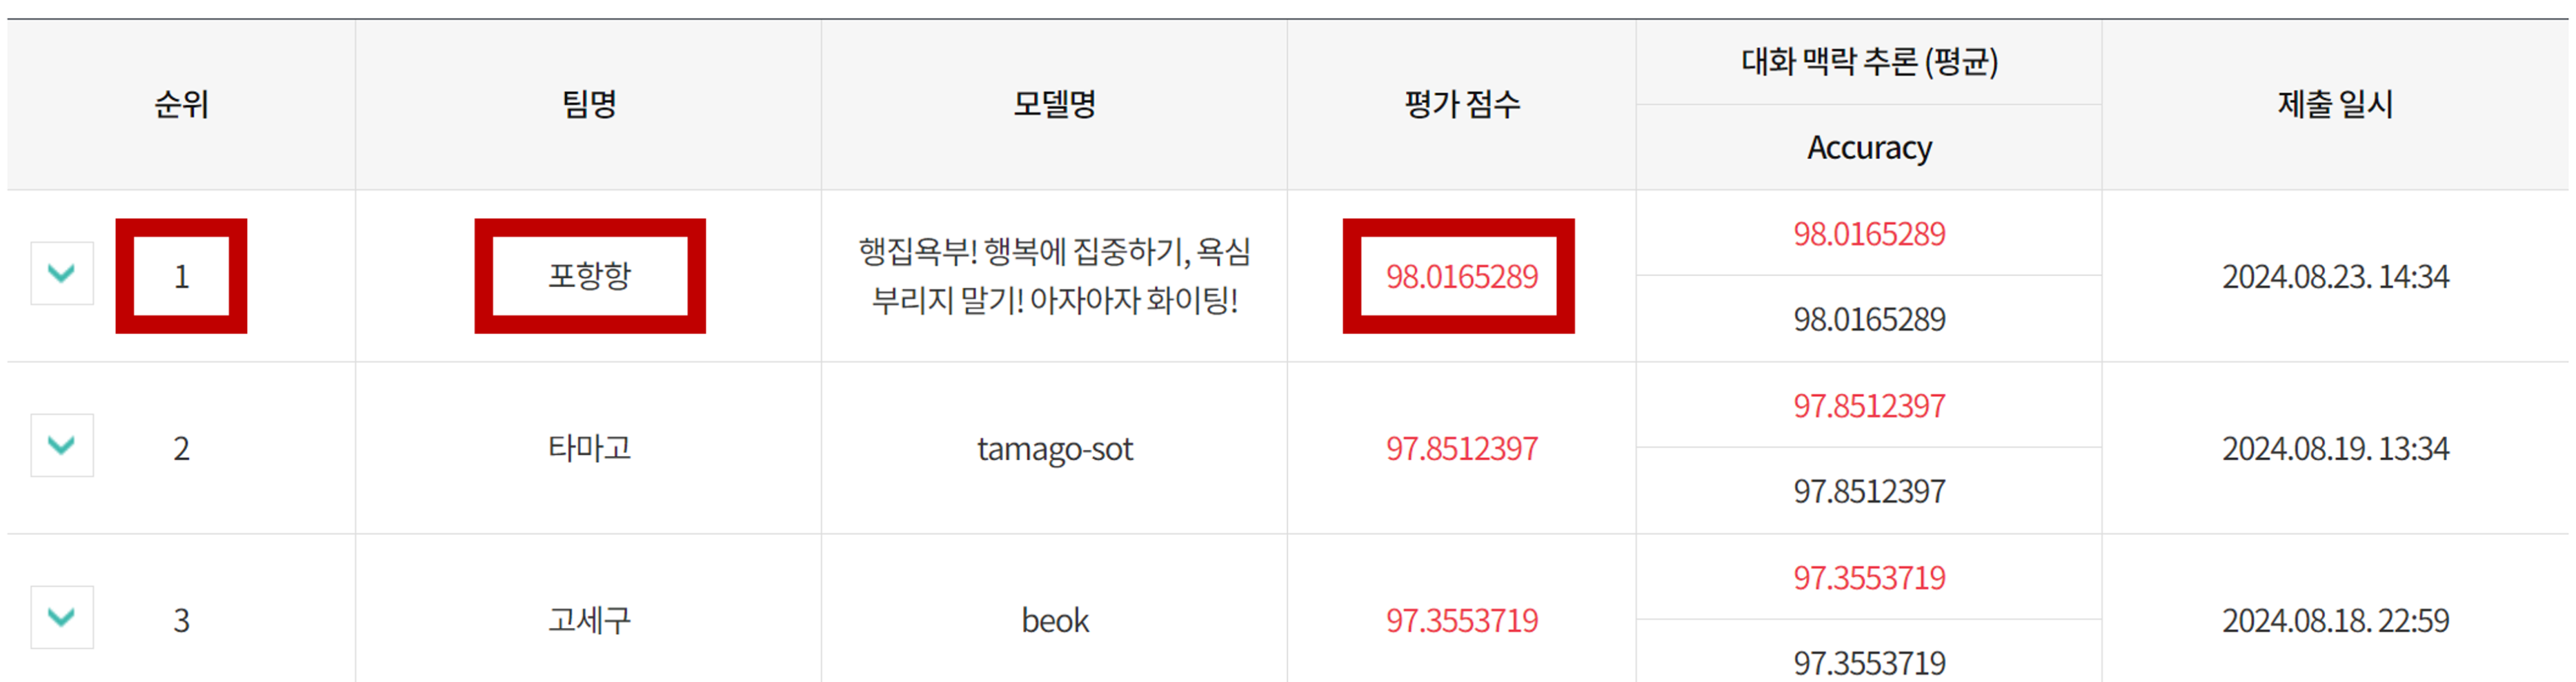 순위 팀명 모델명 평가 점수 대화 맥락 추론 (평균) 제출 일시
Accuracy
1 포항항 행집욕부! 행복에 집중하기, 욕심 98.0165289 98.0165289 2024.08.23. 14:34
부리지 말기! 아자아자 화이팅! 98.0165289
2 타마고 tamago-sot 97.8512397 97.8512397 2024.08.19. 13:34
97.8512397
3 고세구 beok 97.3553719 97.3553719 2024.08.18. 22:59
97.3553719